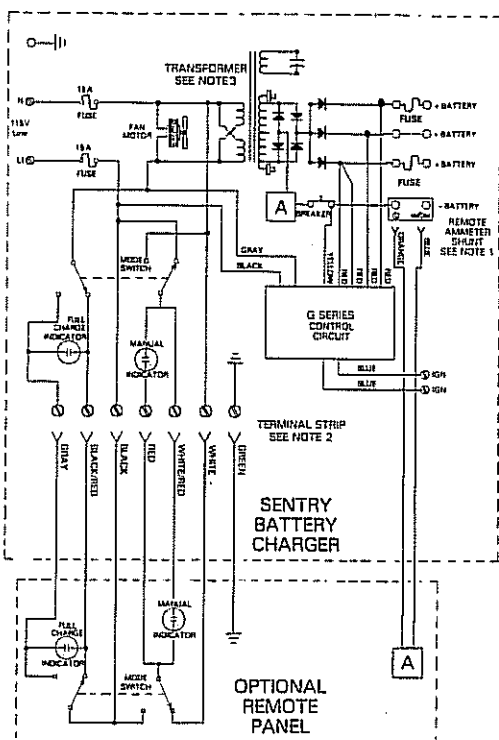 TRANSFORMER
SEE NOTE 3
N
15A
FUSE
115V
Line
FAN
MOTOR
L1
15A
FUSE
FUSE
+ BATTERY
+ BATTERY
+ BATTERY
FUSE
A
BREAKER
- BATTERY
REMOTE
AMMETER
SHUNT
SEE NOTE 1
ORANGE
BLUE
GRAY
BLACK
YELLOW
RED
RED
RED
RED
MODE
SWITCH
G SERIES
CONTROL
CIRCUIT
FULL
CHARGE
INDICATOR
MANUAL
INDICATOR
BLUE
IGN
BLUE
IGN
TERMINAL STRIP
SEE NOTE 2
GRAY
BLACK/RED
BLACK
RED
WHITE/RED
WHITE
GREEN
SENTRY
BATTERY
CHARGER
FULL
CHARGE
INDICATOR
MANUAL
INDICATOR
MODE
SWITCH
A
OPTIONAL
REMOTE
PANEL